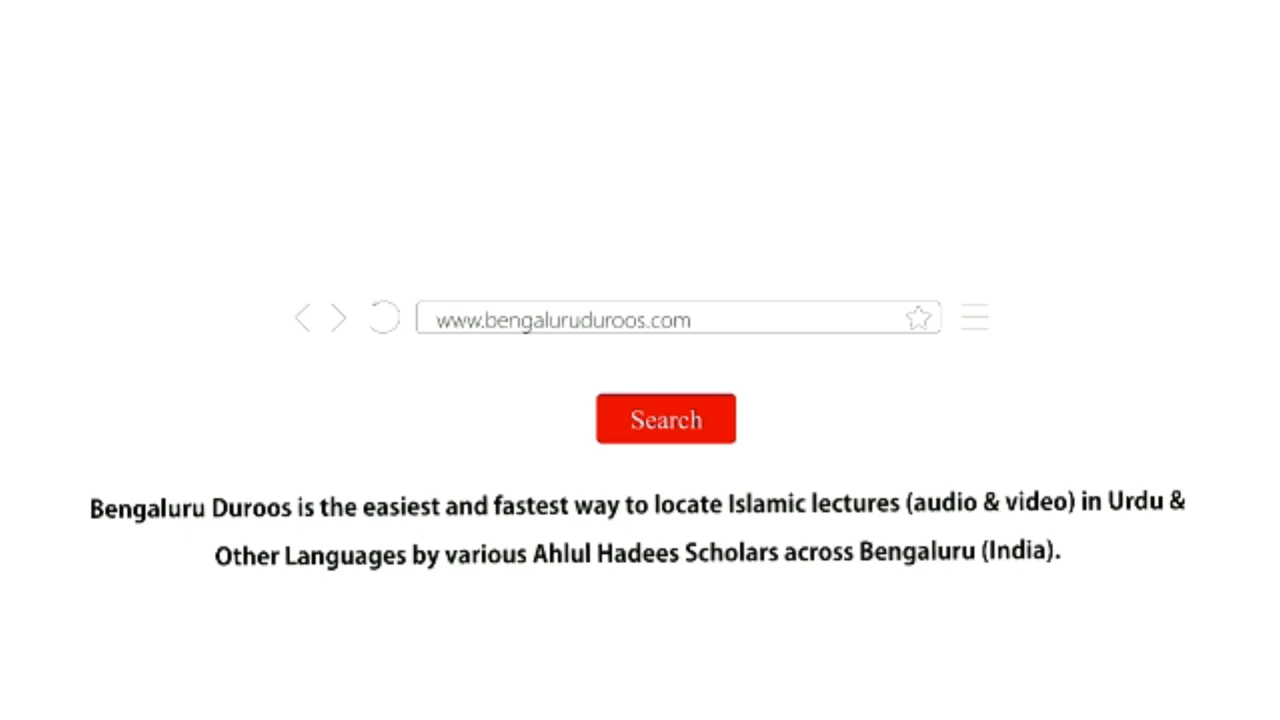 www.bengaluruduroos.com
Search
Bengaluru Duroos is the easiest and fastest way to locate Islamic lectures (audio & video) in Urdu &
Other Languages by various Ahlul Hadees Scholars across Bengaluru (India).